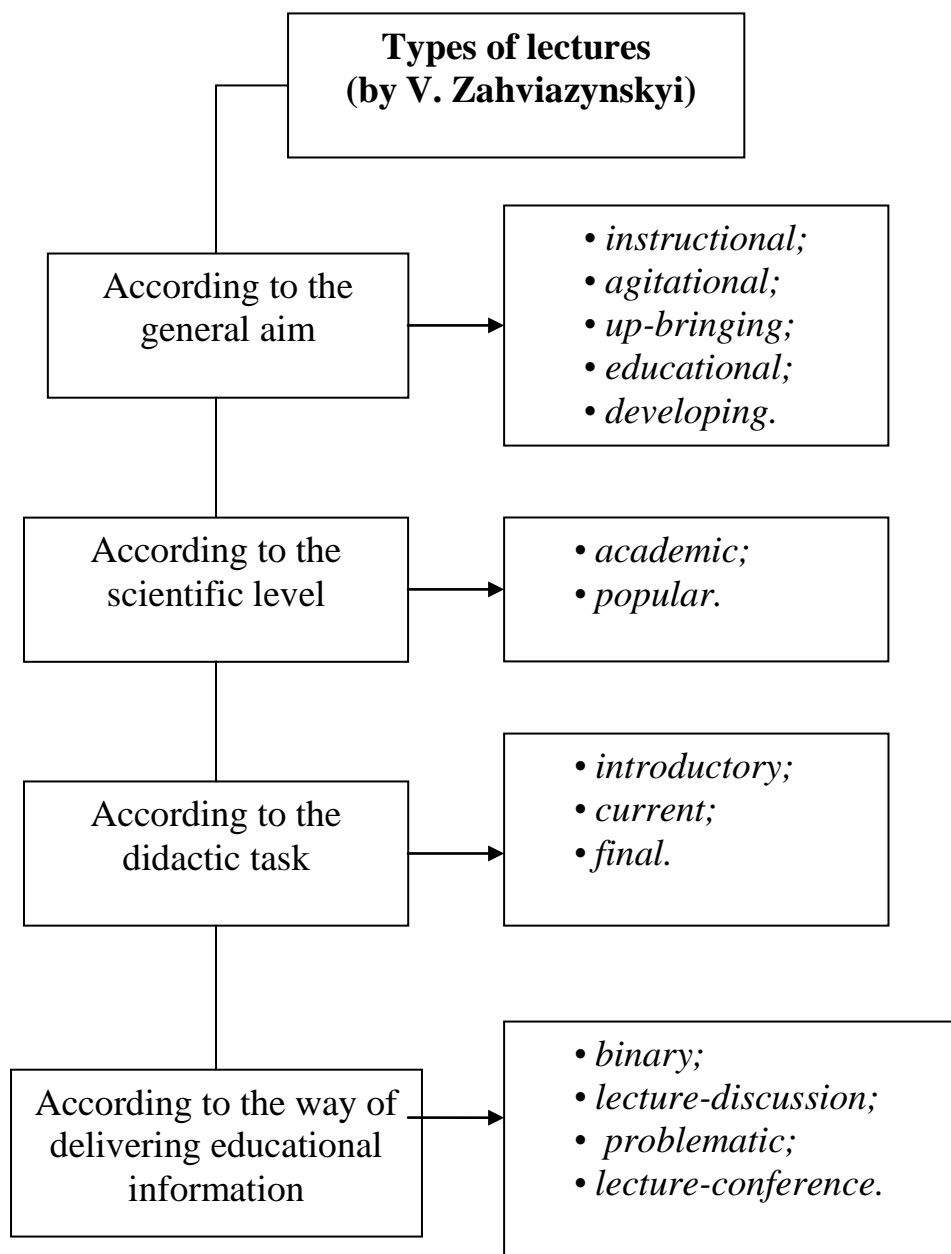 Types of lectures
(by V. Zahviazynskyi)
According to the
general aim
• instructional;
• agitational;
• up-bringing;
• educational;
• developing.
According to the
scientific level
• academic;
• popular.
According to the
didactic task
• introductory;
• current;
• final.
According to the way of
delivering educational
information
• binary;
• lecture-discussion;
• problematic;
• lecture-conference.